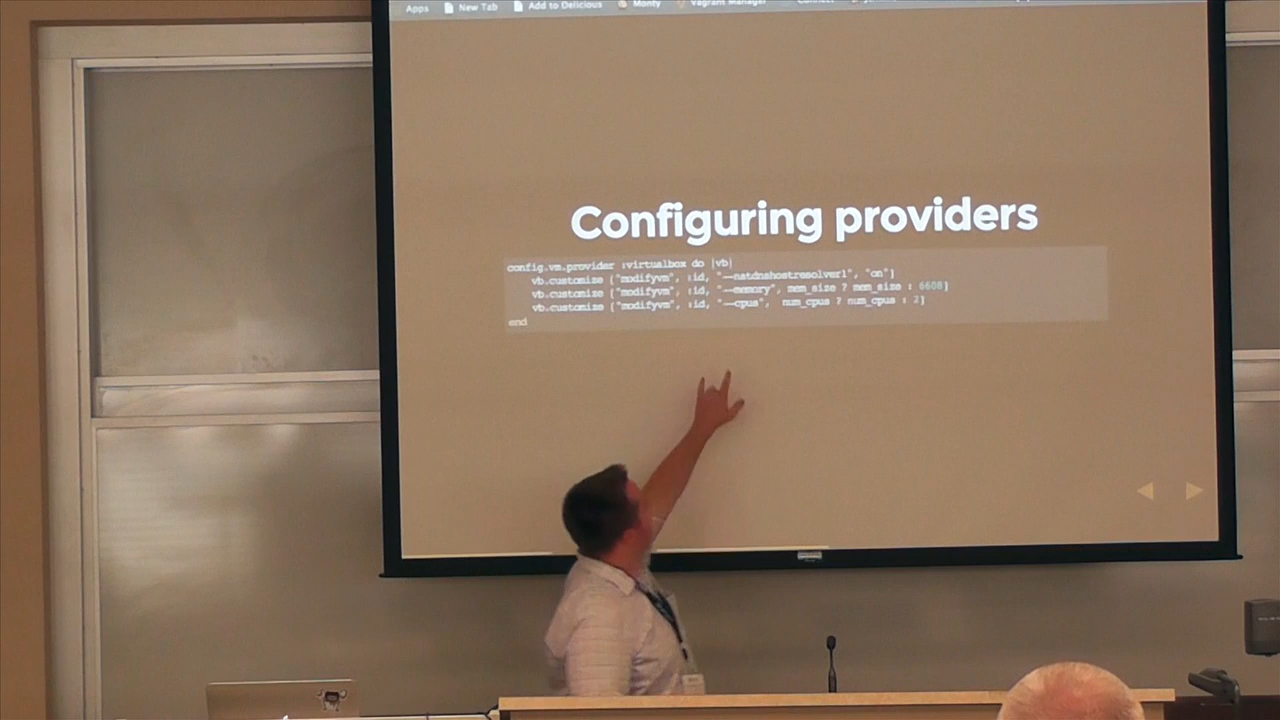 Apps New Tab Add to Delicious Monty Vagrant Manager Connect
Configuring providers
config.vm.provider :virtualbox do |vb|
vb.customize ["modifyvm", :id, "--natdnshostresolver1", "on"]
vb.customize ["modifyvm", :id, "--memory", mem_size ? mem_size : 6608]
vb.customize ["modifyvm", :id, "--cpus", num_cpus ? num_cpus : 2]
end